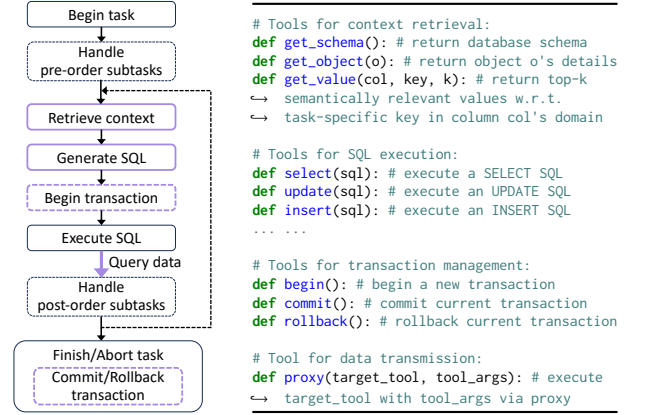 Begin task
Handle
pre-order subtasks
Retrieve context
Generate SQL
Begin transaction
Execute SQL
Query data
Handle
post-order subtasks
Finish/Abort task
Commit/Rollback
transaction
# Tools for context retrieval:
def get_schema(): # return database schema
def get_object(o): # return object o's details
def get_value(col, key, k): # return top-k
↪ semantically relevant values w.r.t.
↪ task-specific key in column col's domain
# Tools for SQL execution:
def select(sql): # execute a SELECT SQL
def update(sql): # execute an UPDATE SQL
def insert(sql): # execute an INSERT SQL
... ...
# Tools for transaction management:
def begin(): # begin a new transaction
def commit(): # commit current transaction
def rollback(): # rollback current transaction
# Tool for data transmission:
def proxy(target_tool, tool_args): # execute
↪ target_tool with tool_args via proxy